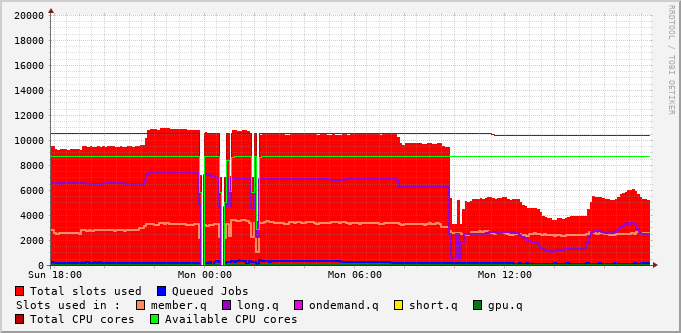 20000
18000
16000
14000
12000
10000
8000
6000
4000
2000
0
Sun 18:00 Mon 00:00 Mon 06:00 Mon 12:00
Total slots used Queued Jobs
Slots used in : member.q long.q ondemand.q short.q gpu.q
Total CPU cores Available CPU cores
RRDTOOL / TOBI OETIKER